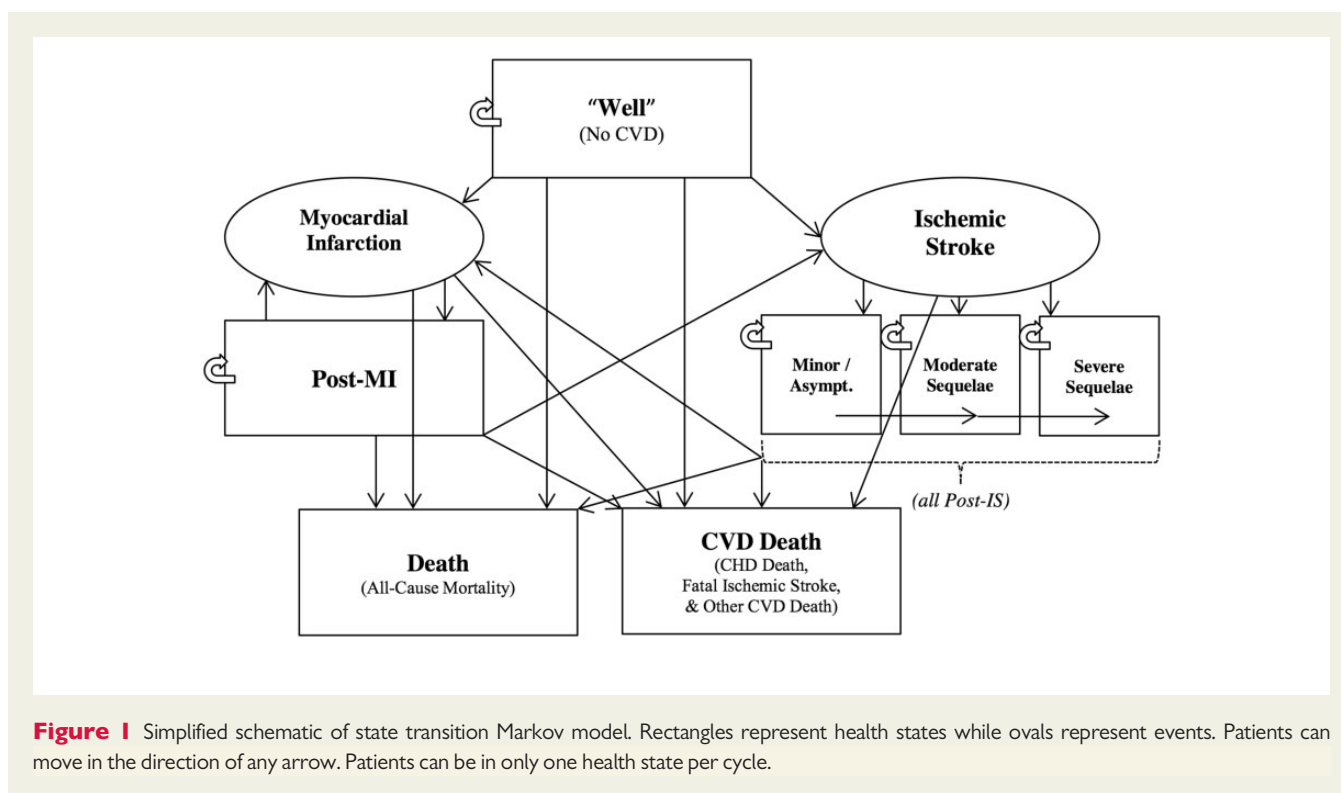 “Well”
(No CVD)
Myocardial
Infarction
Ischemic
Stroke
Post-MI
Minor /
Asympt.
Moderate
Sequelae
Severe
Sequelae
(all Post-IS)
Death
(All-Cause Mortality)
CVD Death
(CHD Death,
Fatal Ischemic Stroke,
& Other CVD Death)
Figure 1 Simplified schematic of state transition Markov model. Rectangles represent health states while ovals represent events. Patients can
move in the direction of any arrow. Patients can be in only one health state per cycle.